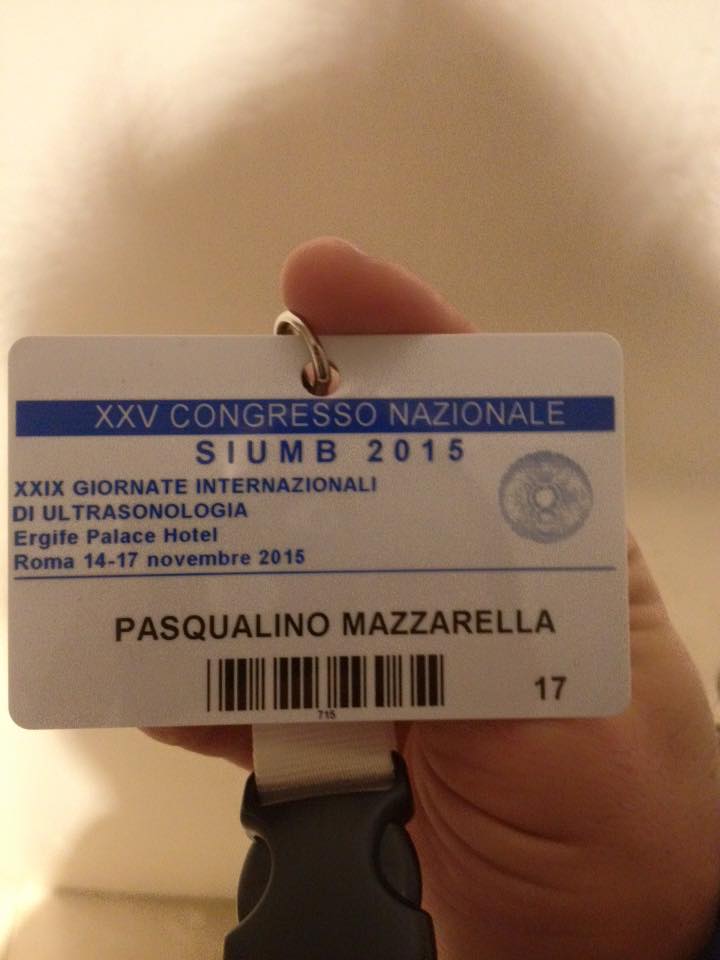 XXV CONGRESSO NAZIONALE
SIUMB 2015
XXIX GIORNATE INTERNAZIONALI
DI ULTRASONOLOGIA
Ergife Palace Hotel
Roma 14-17 novembre 2015
PASQUALINO MAZZARELLA
715
17